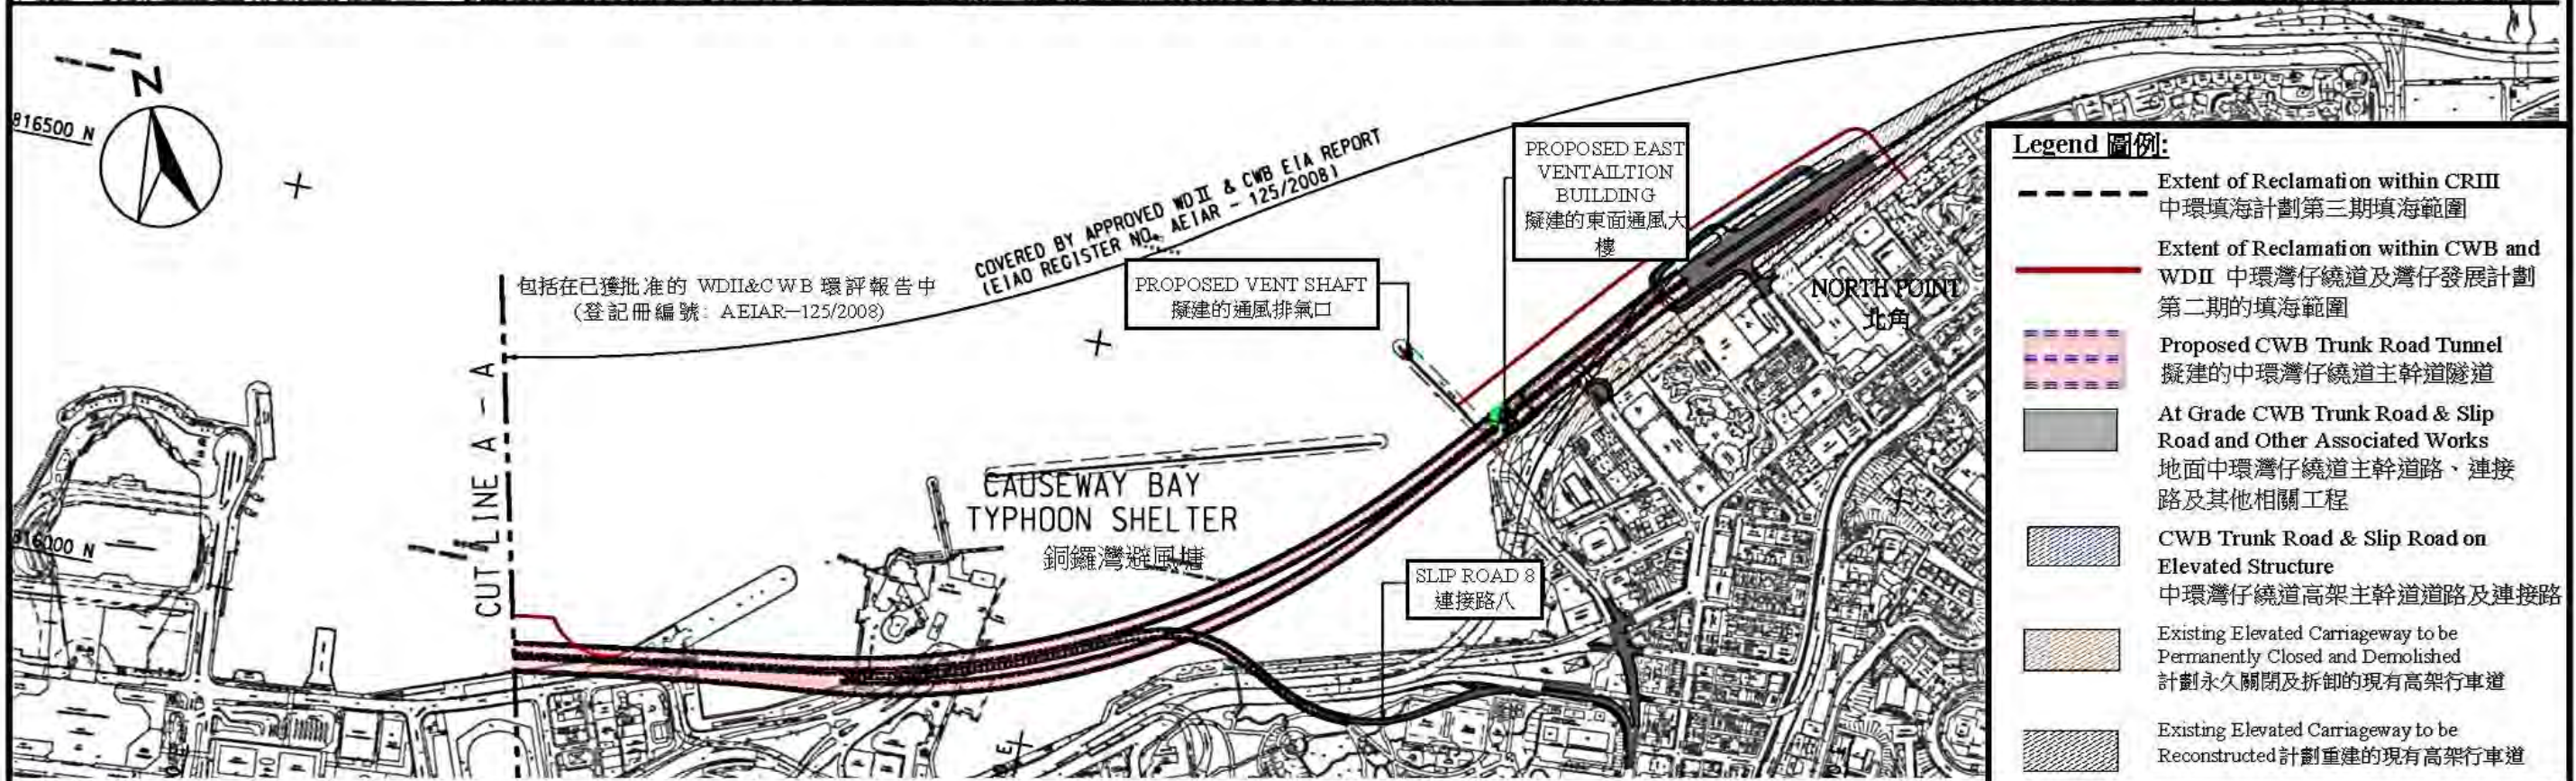 N
816500 N
COVERED BY APPROVED WDII & CWB EIA REPORT
(EIAO REGISTER NO. AEIAR - 125/2008)
包括在已獲批准的 WDII&CWB 環評報告中
(登記冊編號: AEIAR-125/2008)
CUT LINE A - A
PROPOSED VENT SHAFT
擬建的通風排氣口
PROPOSED EAST
VENTAILTION
BUILDING
擬建的東面通風大
樓
NORTH POINT
北角
CAUSEWAY BAY
TYPHOON SHELTER
銅鑼灣避風塘
SLIP ROAD 8
連接路八
816000 N
Legend 圖例:
Extent of Reclamation within CRIII
中環填海計劃第三期填海範圍
Extent of Reclamation within CWB and
WDII 中環灣仔繞道及灣仔發展計劃
第二期的填海範圍
Proposed CWB Trunk Road Tunnel
擬建的中環灣仔繞道主幹道隧道
At Grade CWB Trunk Road & Slip
Road and Other Associated Works
地面中環灣仔繞道主幹道路、連接
路及其他相關工程
CWB Trunk Road & Slip Road on
Elevated Structure
中環灣仔繞道高架主幹道道路及連接路
Existing Elevated Carriageway to be
Permanently Closed and Demolished
計劃永久關閉及拆卸的現有高架行車道
Existing Elevated Carriageway to be
Reconstructed 計劃重建的現有高架行車道